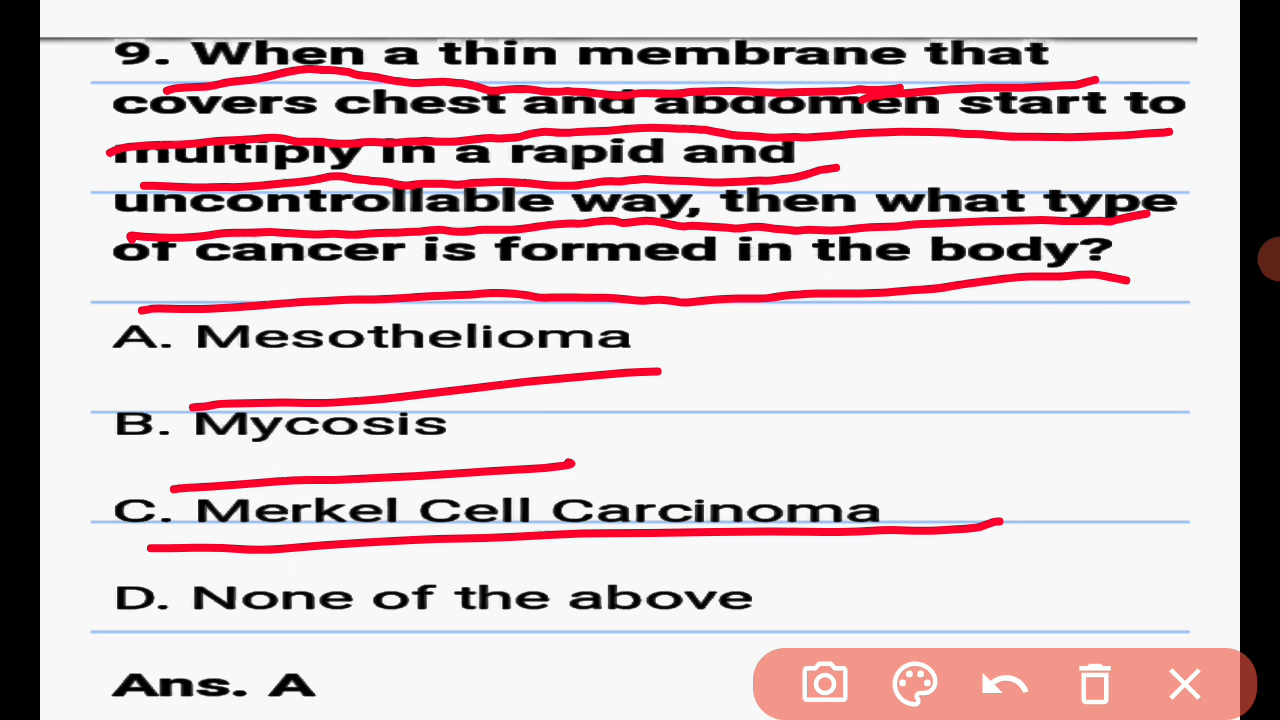 9. When a thin membrane that
covers chest and abdomen start to
multiply in a rapid and
uncontrollable way, then what type
of cancer is formed in the body?
A. Mesothelioma
B. Mycosis
C. Merkel Cell Carcinoma
D. None of the above
Ans. A